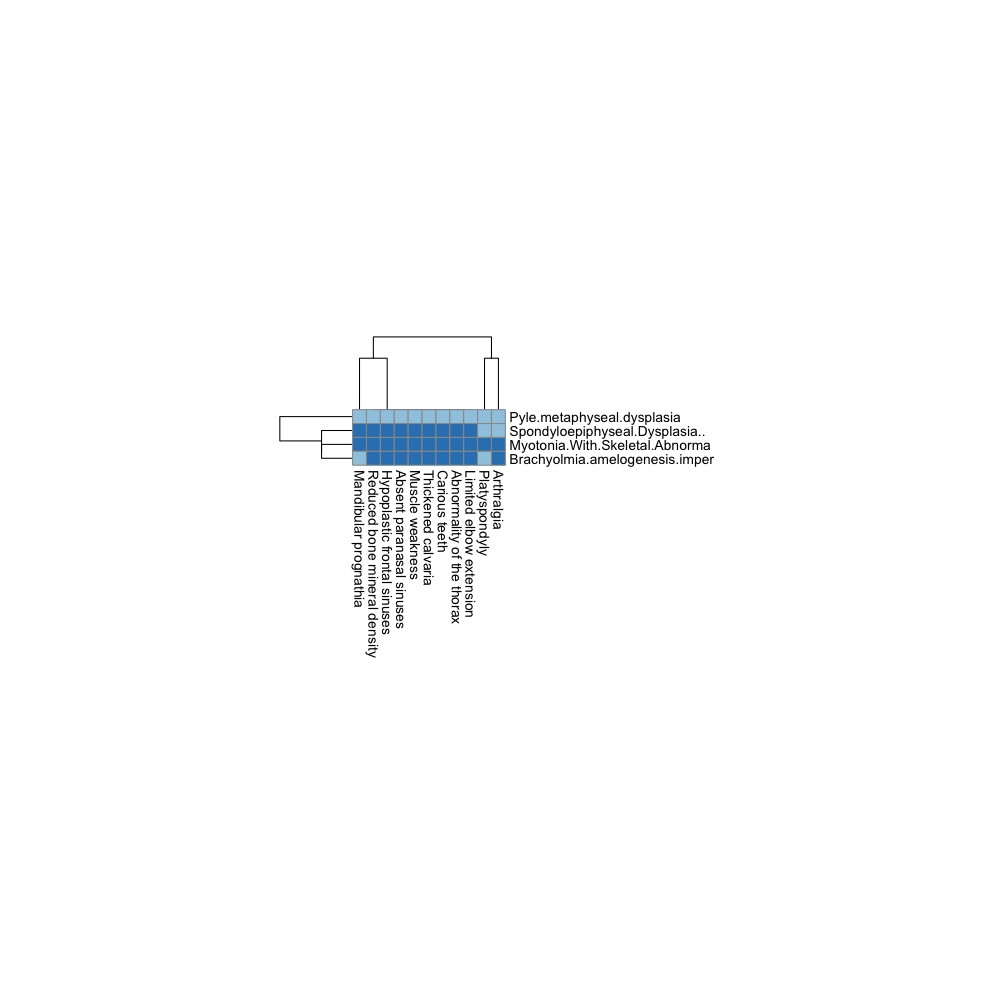 Pyle.metaphyseal.dysplasia
Spondyloepiphyseal.Dysplasia..
Myotonia.With.Skeletal.Abnorma
Brachyolmia.amelogenesis.imper
Mandibular prognathia
Reduced bone mineral density
Hypoplastic frontal sinuses
Absent paranasal sinuses
Muscle weakness
Thickened calvaria
Carious teeth
Abnormality of the thorax
Limited elbow extension
Platyspondyly
Arthralgia